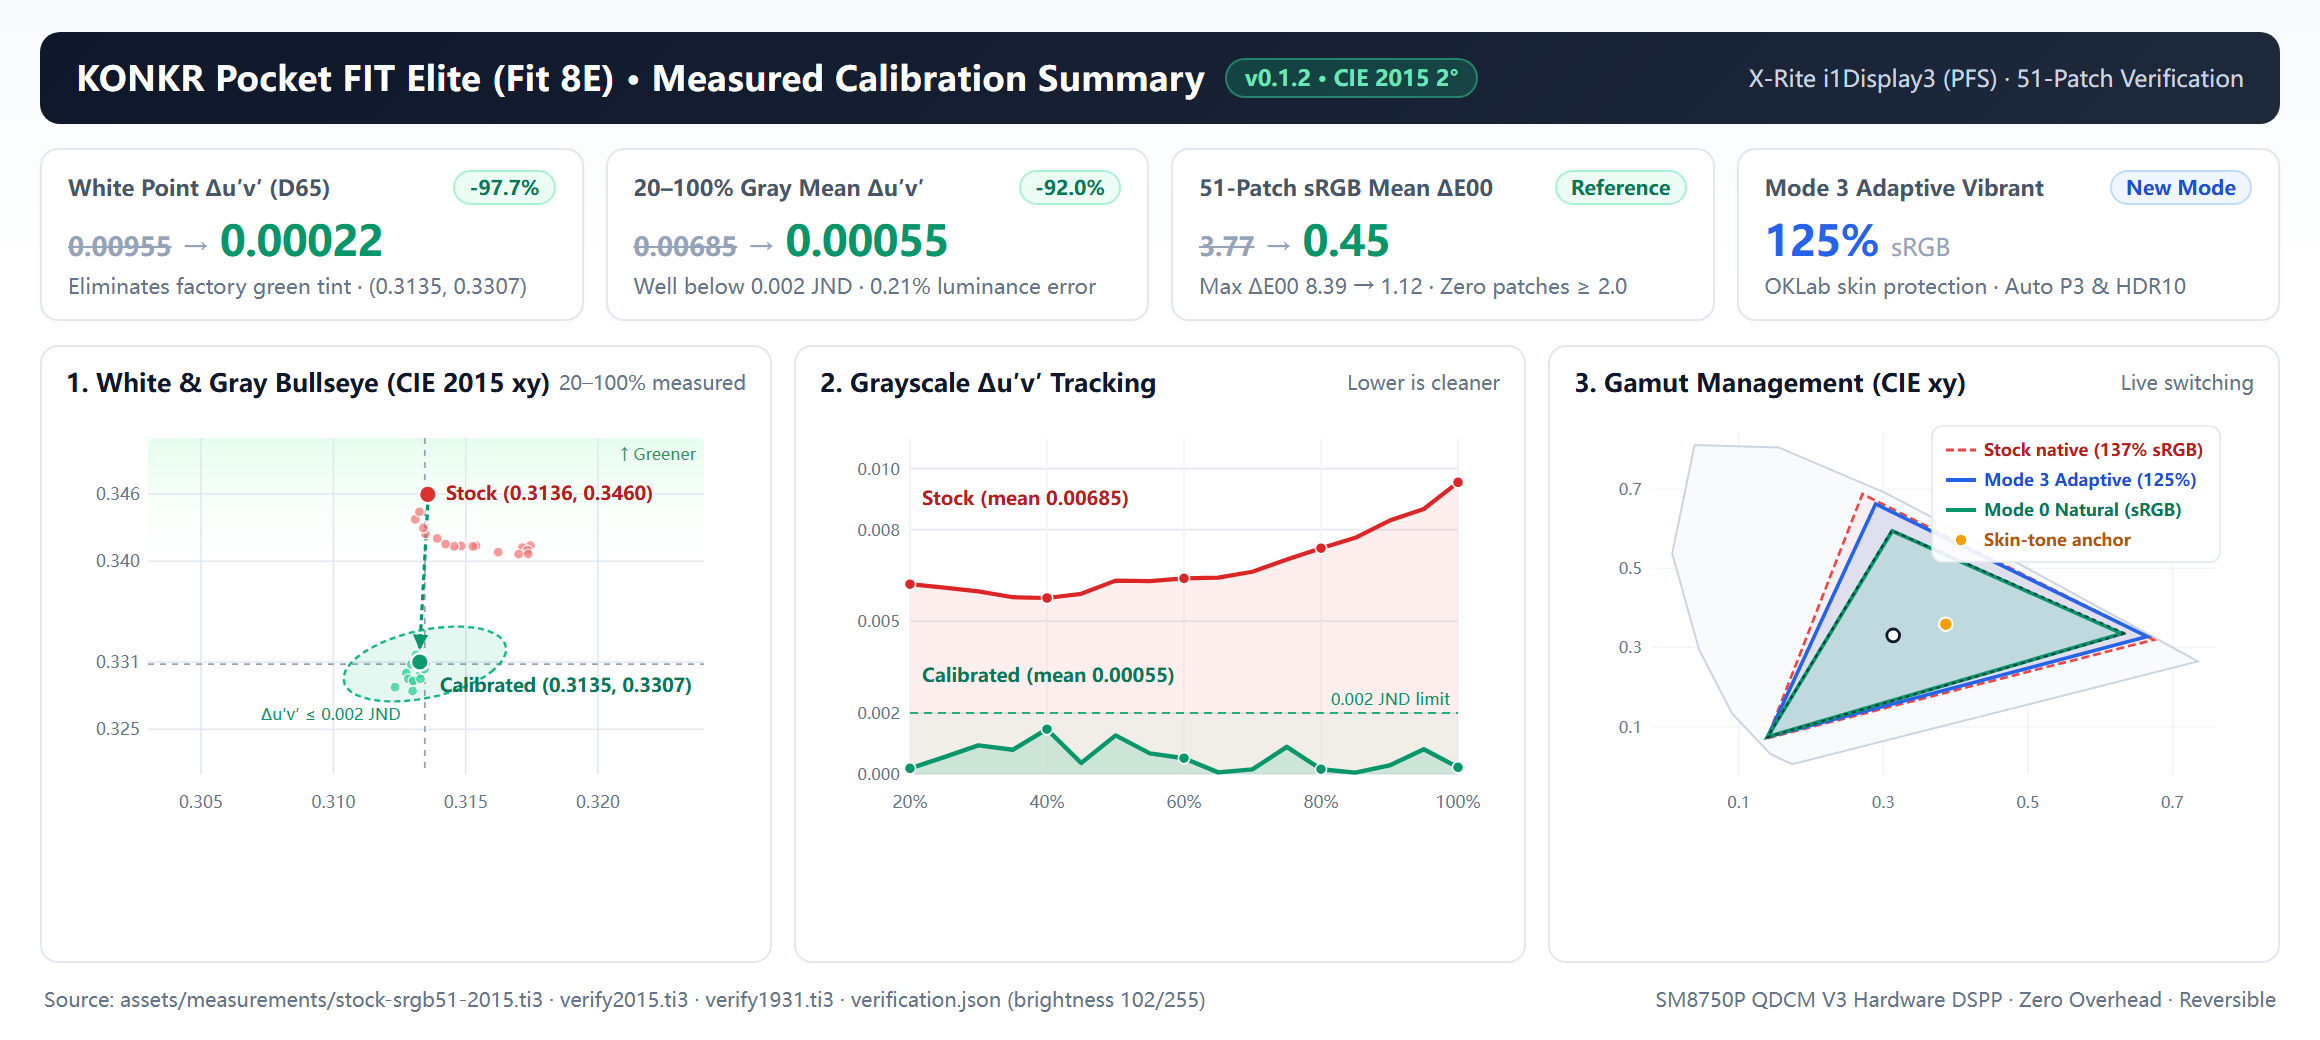 KONKR Pocket FIT Elite (Fit 8E) • Measured Calibration Summary
v0.1.2 • CIE 2015 2°
X-Rite i1Display3 (PFS) · 51-Patch Verification
White Point Δu′v′ (D65)
-97.7%
0.00955 → 0.00022
Eliminates factory green tint · (0.3135, 0.3307)
20–100% Gray Mean Δu′v′
-92.0%
0.00685 → 0.00055
Well below 0.002 JND · 0.21% luminance error
51-Patch sRGB Mean ΔE00
Reference
3.77 → 0.45
Max ΔE00 8.39 → 1.12 · Zero patches ≥ 2.0
Mode 3 Adaptive Vibrant
New Mode
125% sRGB
OKLab skin protection · Auto P3 & HDR10
1. White & Gray Bullseye (CIE 2015 xy)
20–100% measured
↑ Greener
0.346
0.340
0.331
0.325
Stock (0.3136, 0.3460)
Calibrated (0.3135, 0.3307)
Δu′v′ ≤ 0.002 JND
0.305
0.310
0.315
0.320
2. Grayscale Δu′v′ Tracking
Lower is cleaner
0.010
0.008
0.005
0.002
0.000
Stock (mean 0.00685)
Calibrated (mean 0.00055)
0.002 JND limit
20%
40%
60%
80%
100%
3. Gamut Management (CIE xy)
Live switching
Stock native (137% sRGB)
Mode 3 Adaptive (125%)
Mode 0 Natural (sRGB)
Skin-tone anchor
0.7
0.5
0.3
0.1
0.1
0.3
0.5
0.7
Source: assets/measurements/stock-srgb51-2015.ti3 · verify2015.ti3 · verify1931.ti3 · verification.json (brightness 102/255)
SM8750P QDCM V3 Hardware DSPP · Zero Overhead · Reversible